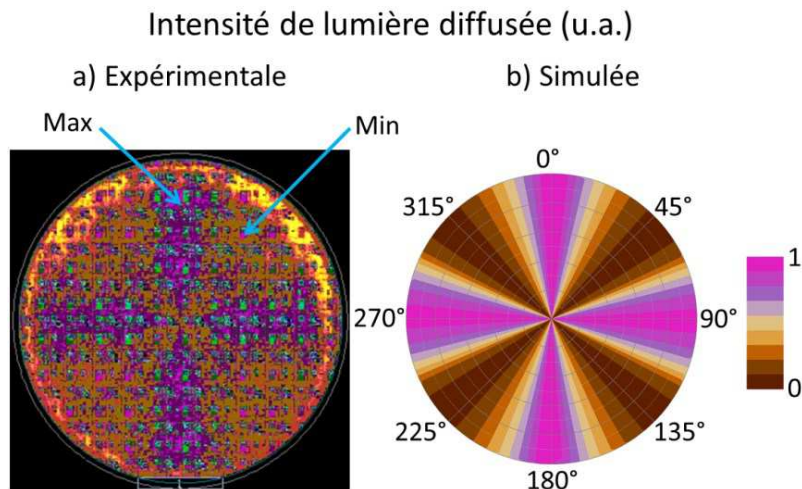 Intensité de lumière diffusée (u.a.)
a) Expérimentale
b) Simulée
Max
Min
0°
315°
45°
1
270°
90°
0
225°
135°
180°